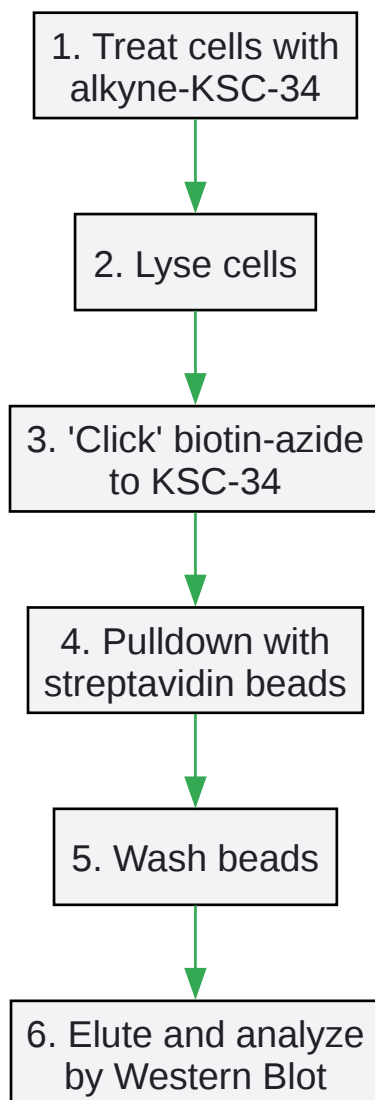 1. Treat cells with
alkyne-KSC-34
2. Lyse cells
3. 'Click' biotin-azide
to KSC-34
4. Pulldown with
streptavidin beads
5. Wash beads
6. Elute and analyze
by Western Blot